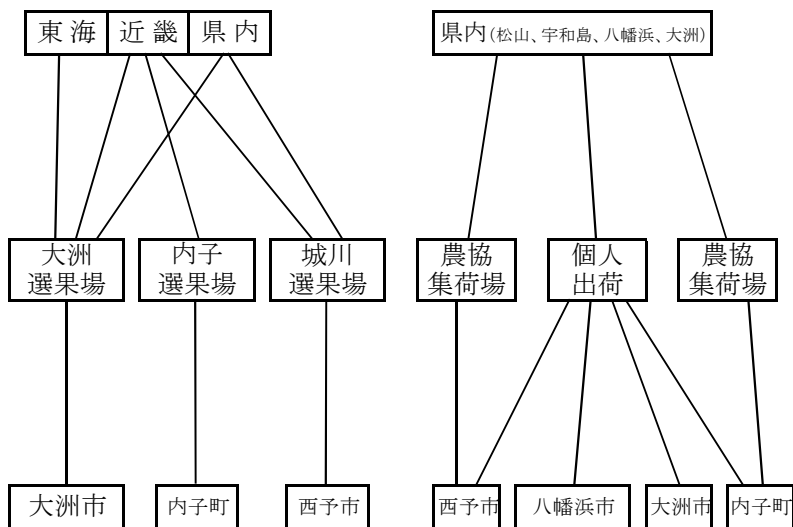 東海 近畿 県内
県内(松山、宇和島、八幡浜、大洲)
大洲
選果場
内子
選果場
城川
選果場
農協
集荷場
個人
出荷
農協
集荷場
大洲市
内子町
西予市
西予市
八幡浜市
大洲市
内子町